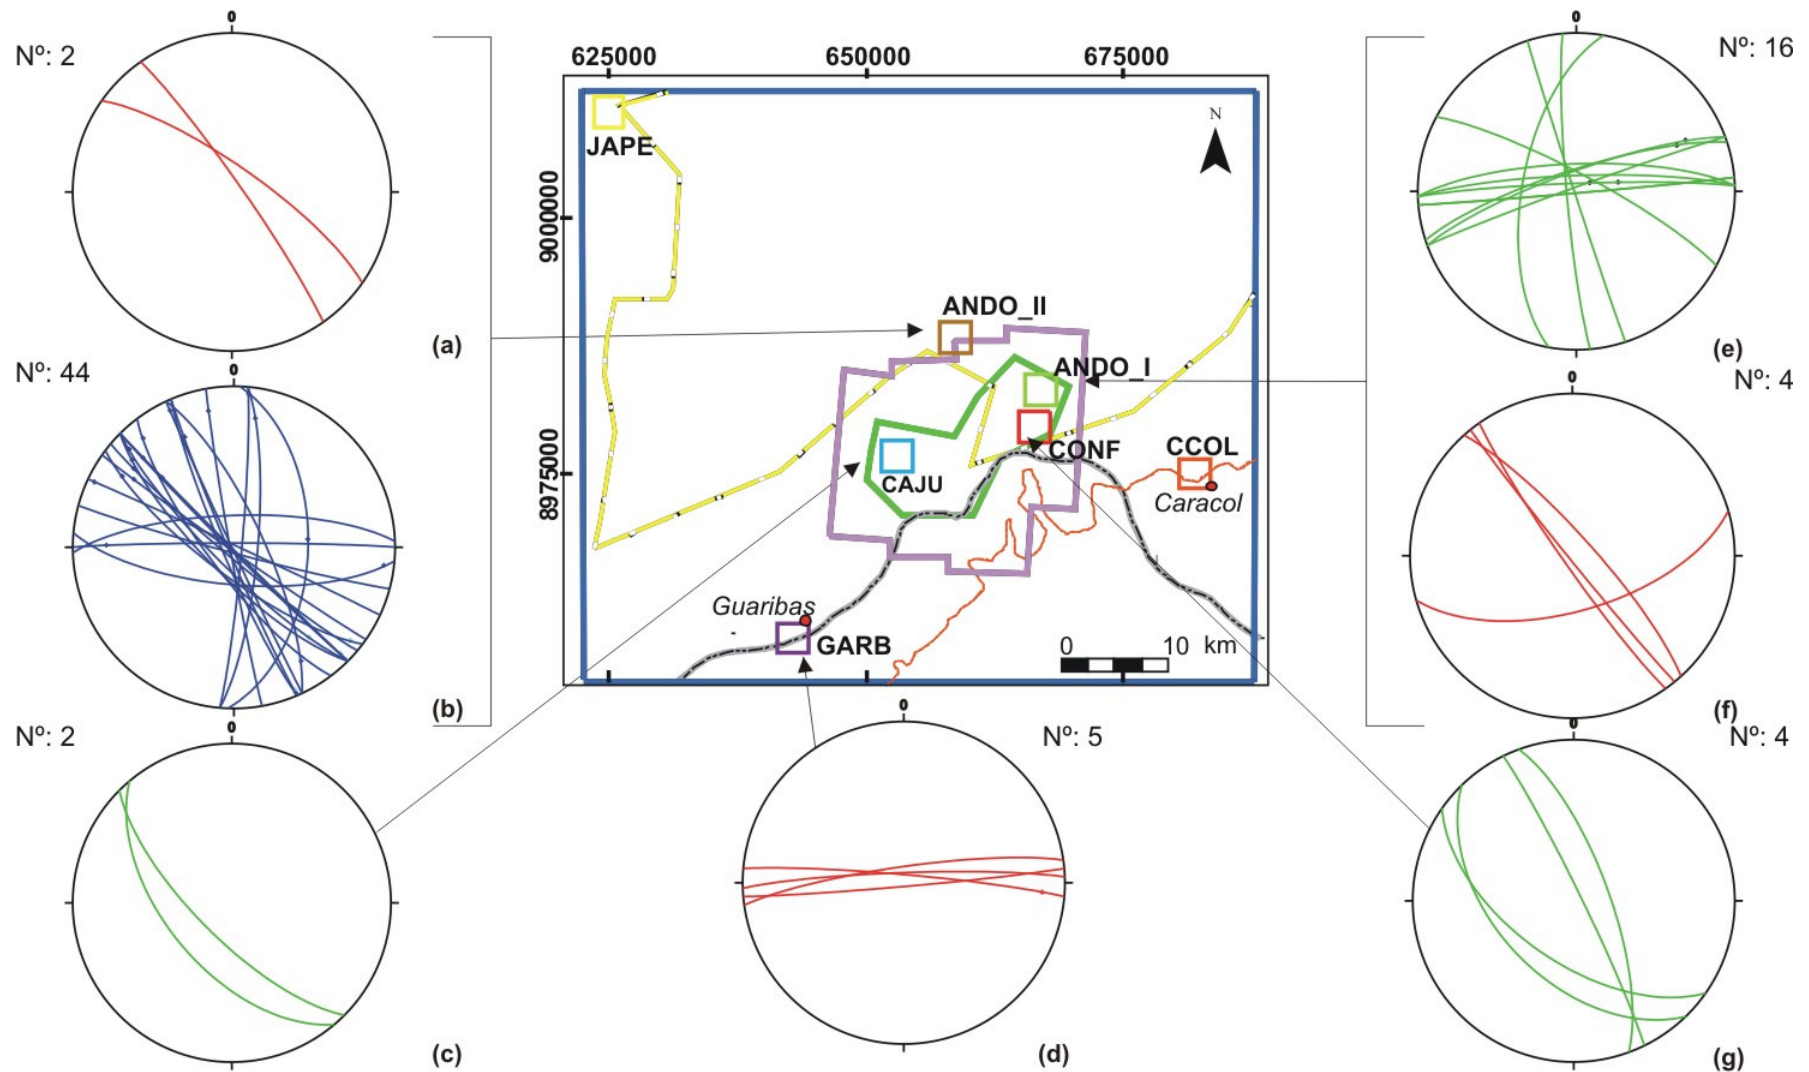 0
Nº: 2
(a)
Nº: 44
0
(b)
Nº: 2
0
(c)
625000
650000
675000
9000000
8975000
N
JAPE
ANDO_II
ANDO_I
CONF
CCOL
Caracol
CAJU
Guaribas
GARB
0 10 km
0
Nº: 5
(d)
0
Nº: 16
(e)
Nº: 4
0
(f)
0
Nº: 4
(g)